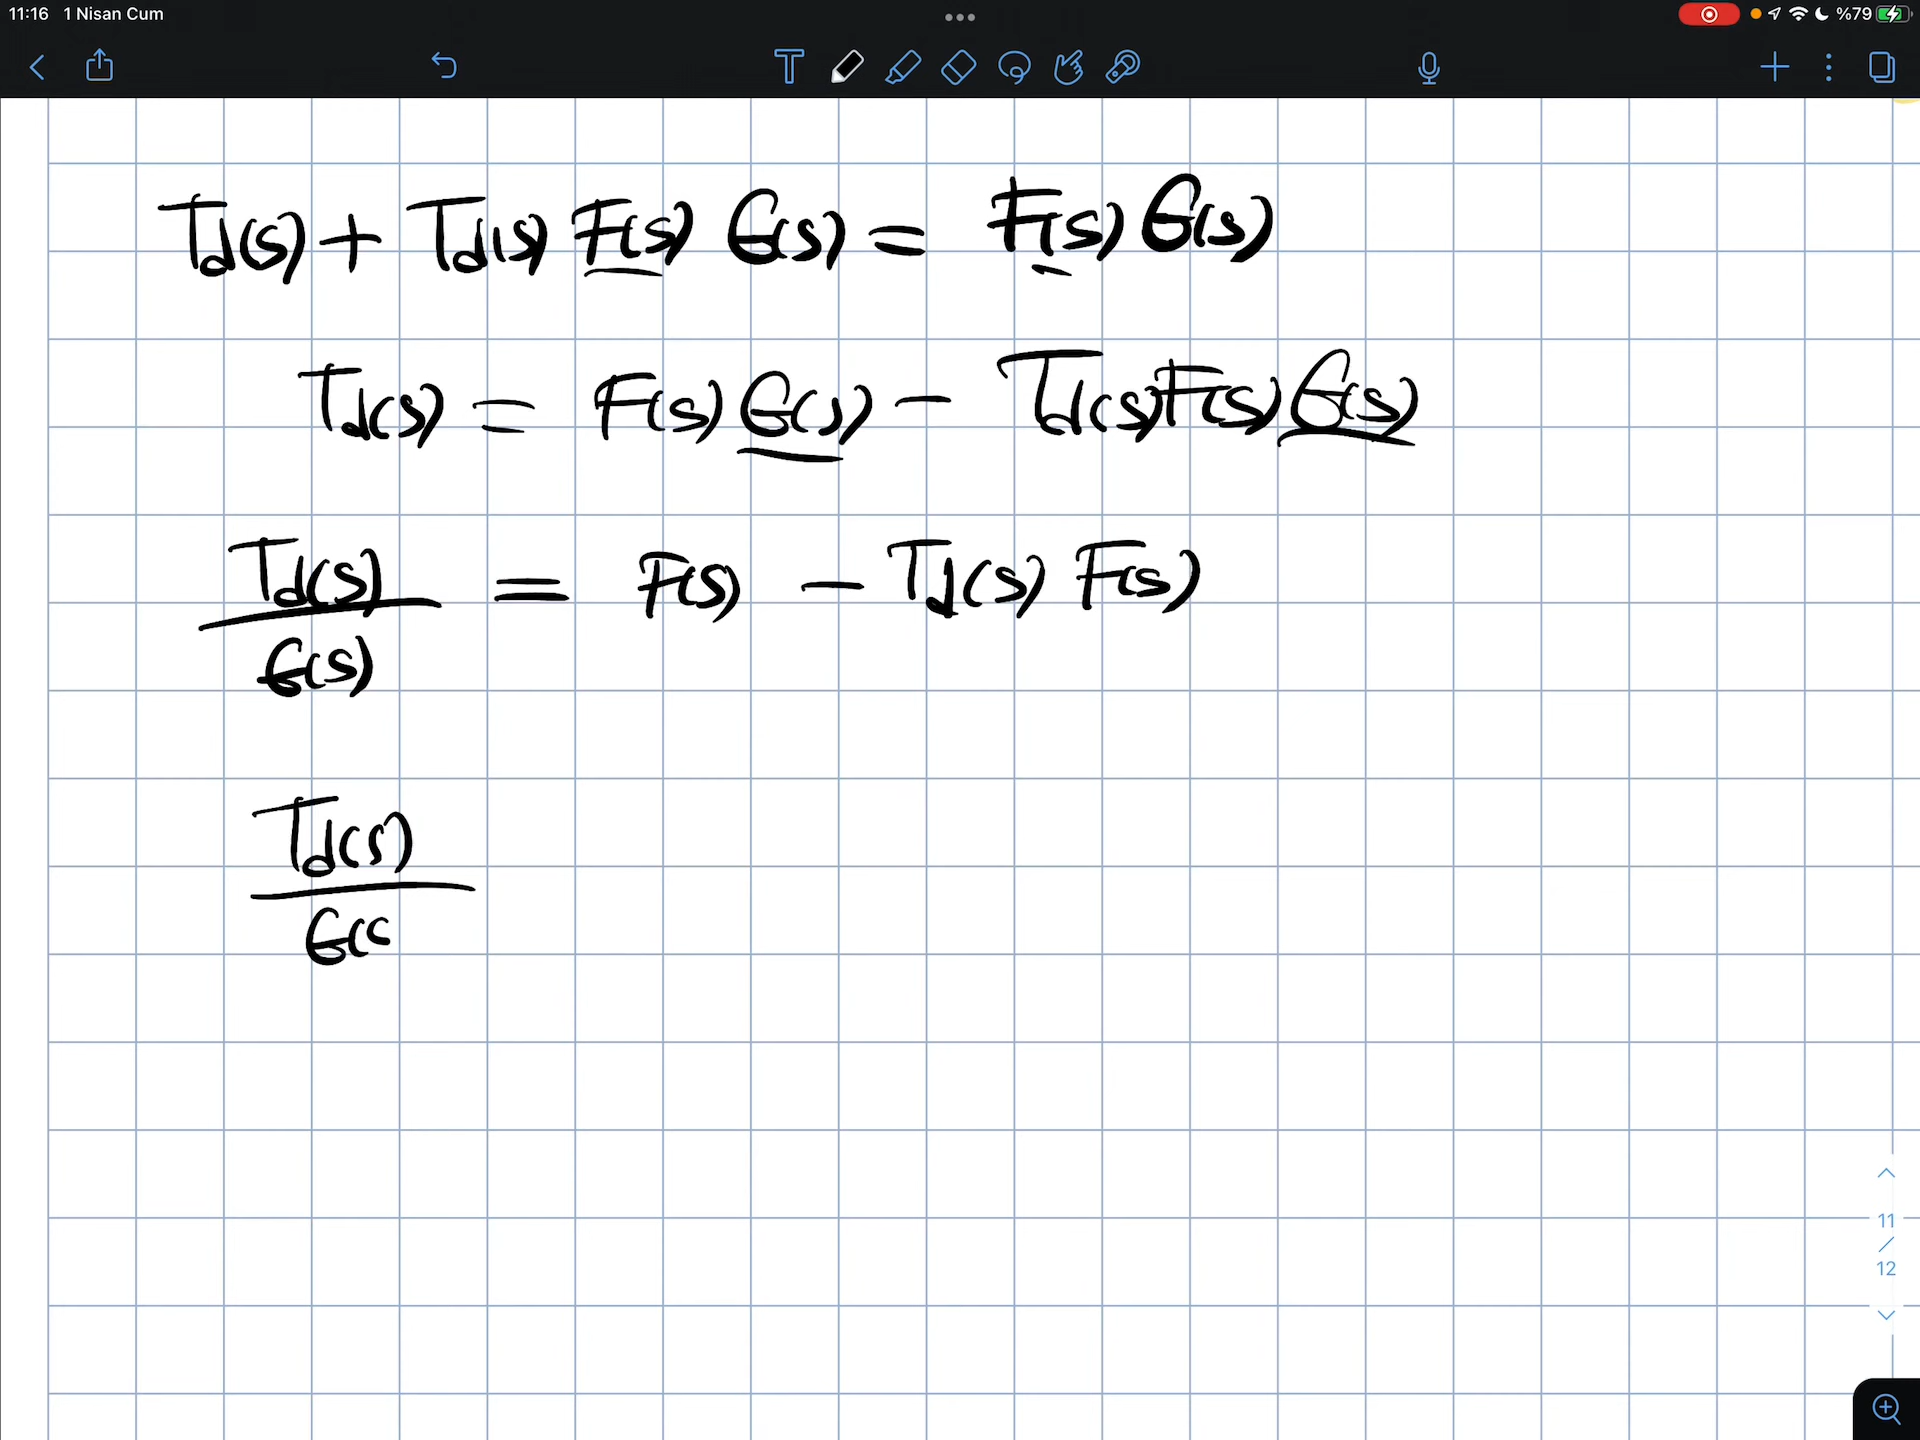 11:16 1 Nisan Cum
%79
T
Td(s) + Td(s) F(s) G(s) = F(s) G(s)
Td(s) = F(s) G(s) - Td(s) F(s) G(s)
Td(s)
G(s)
= F(s) - Td(s) F(s)
Td(s)
G(s
11
/
12